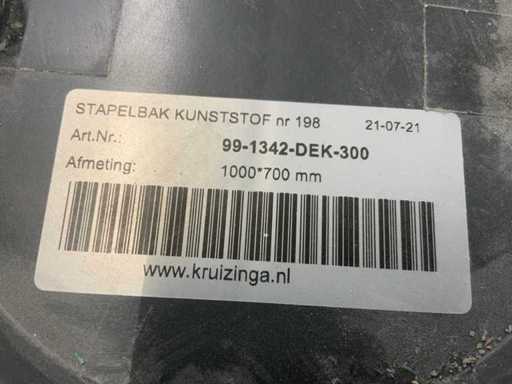 STAPELBAK KUNSTSTOF nr 198 21-07-21
Art.Nr.: 99-1342-DEK-300
Afmeting: 1000*700 mm
www.kruizinga.nl